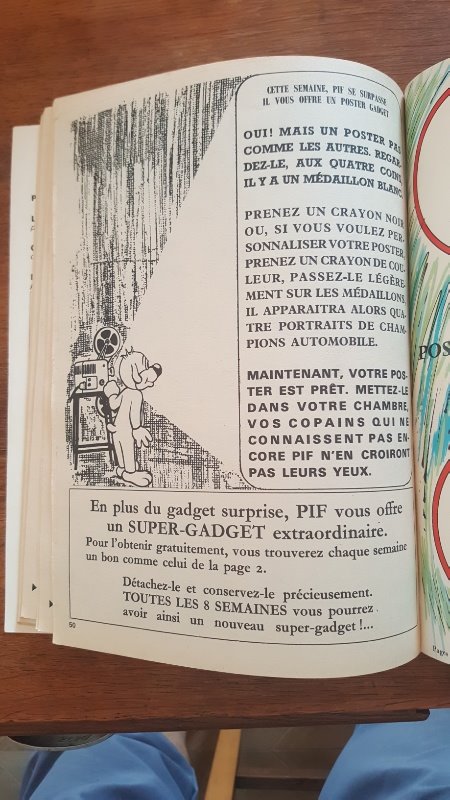 CETTE SEMAINE, PIF SE SURPASSE
IL VOUS OFFRE UN POSTER GADGET
OUI! MAIS UN POSTER PAS
COMME LES AUTRES. REGAR-
DEZ-LE, AUX QUATRE COINS,
IL Y A UN MÉDAILLON BLANC.
PRENEZ UN CRAYON NOIR
OU, SI VOUS VOULEZ PER-
SONNALISER VOTRE POSTER,
PRENEZ UN CRAYON DE COU-
LEUR, PASSEZ-LE LÉGÈRE-
MENT SUR LES MÉDAILLONS,
IL APPARAITRA ALORS QUA-
TRE PORTRAITS DE CHAM-
PIONS AUTOMOBILE.
MAINTENANT, VOTRE POS-
TER EST PRÊT. METTEZ-LE
DANS VOTRE CHAMBRE,
VOS COPAINS QUI NE
CONNAISSENT PAS EN-
CORE PIF N'EN CROIRONT
PAS LEURS YEUX.
En plus du gadget surprise, PIF vous offre
un SUPER-GADGET extraordinaire.
Pour l'obtenir gratuitement, vous trouverez chaque semaine
un bon comme celui de la page 2.
Détachez-le et conservez-le précieusement.
TOUTES LES 8 SEMAINES vous pourrez
avoir ainsi un nouveau super-gadget !...
50
POS
Pages